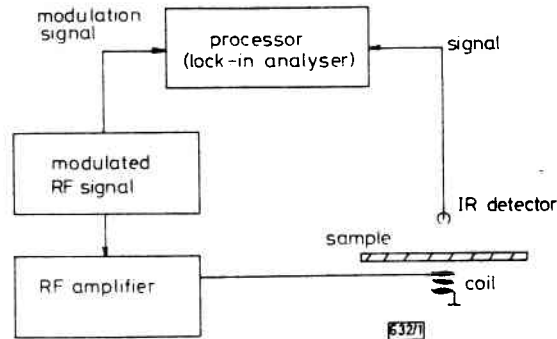 modulation
signal
processor
(lock-in analyser)
signal
modulated
RF signal
IR detector
sample
RF amplifier
coil
632/1